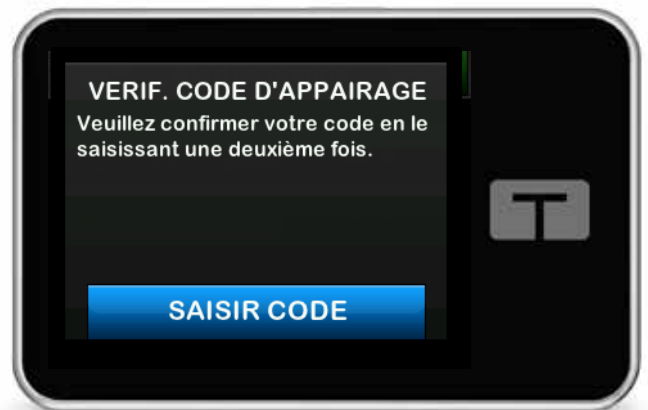 VERIF. CODE D'APPAIRAGE
Veuillez confirmer votre code en le
saisissant une deuxième fois.
SAISIR CODE